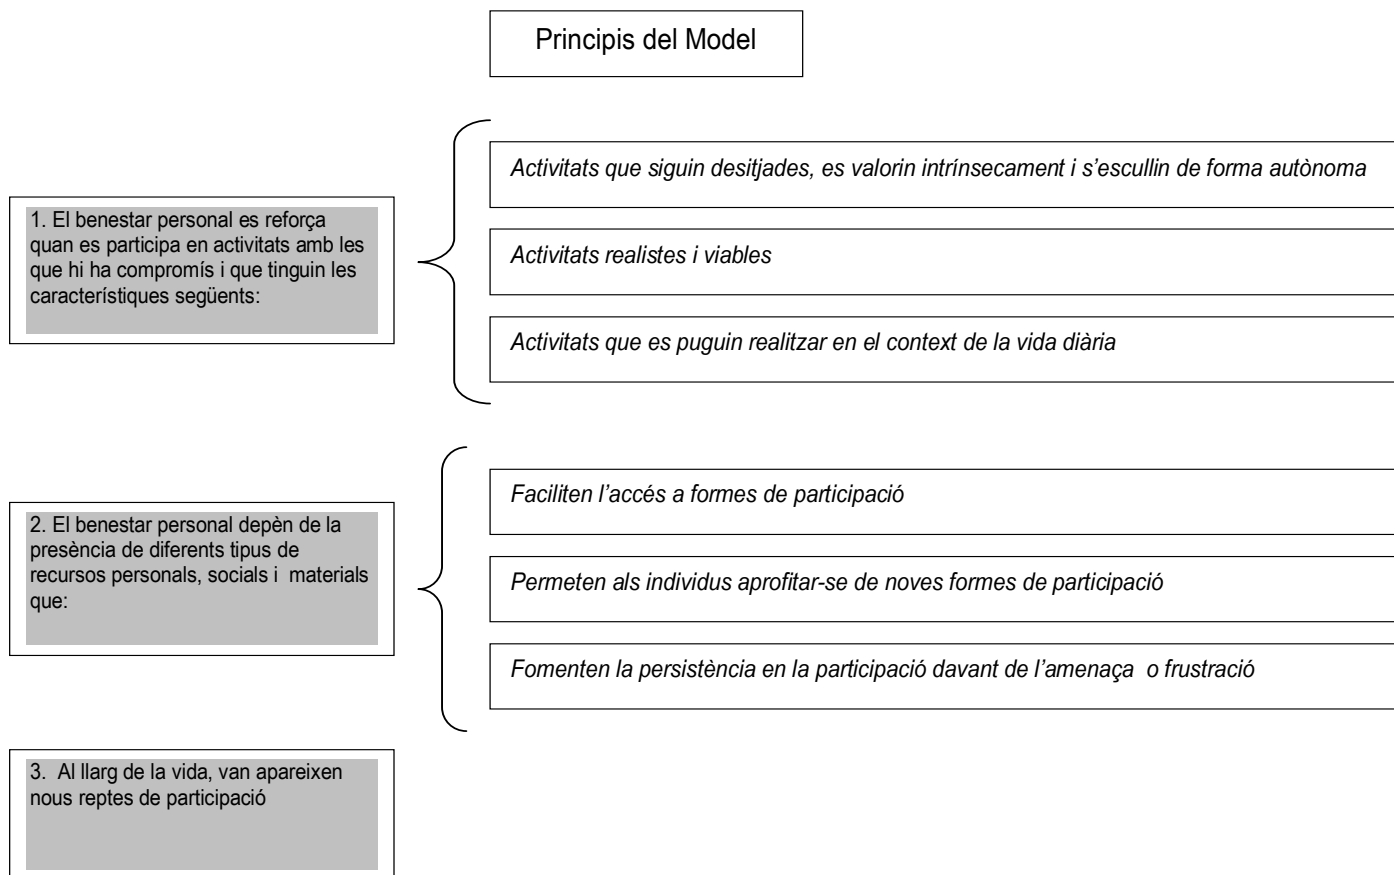 Principis del Model
1. El benestar personal es reforça
quan es participa en activitats amb les
que hi ha compromís i que tinguin les
característiques següents:
Activitats que siguin desitjades, es valorin intrínsecament i s’escullin de forma autònoma
Activitats realistes i viables
Activitats que es puguin realitzar en el context de la vida diària
2. El benestar personal depèn de la
presència de diferents tipus de
recursos personals, socials i materials
que:
Faciliten l’accés a formes de participació
Permeten als individus aprofitar-se de noves formes de participació
Fomenten la persistència en la participació davant de l’amenaça o frustració
3. Al llarg de la vida, van apareixen
nous reptes de participació